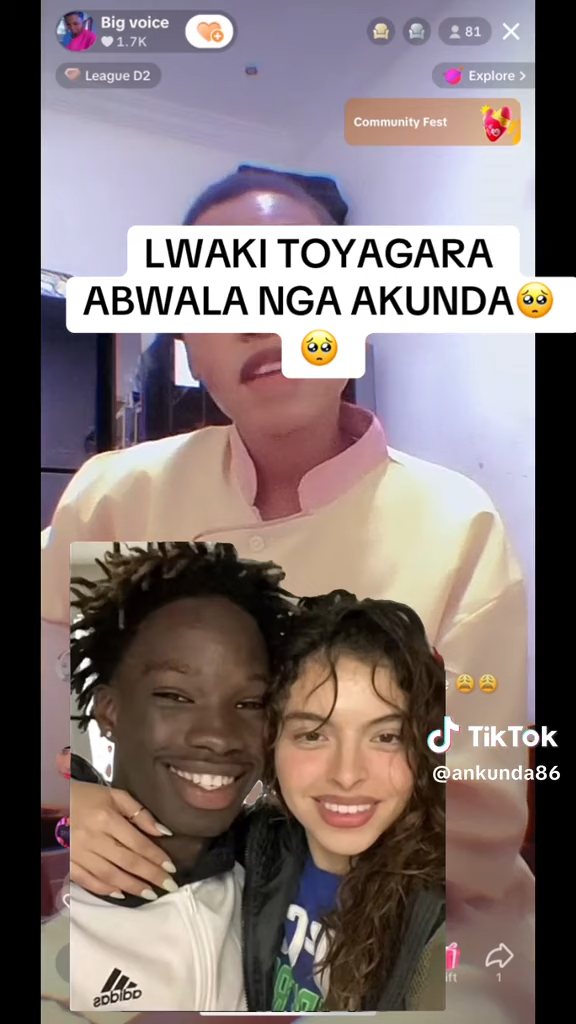 Big voice
1.7K
81
League D2
Explore >
Community Fest
LWAKI TOYAGARA
ABWALA NGA AKUNDA🥺
🥺
😩😩
TikTok
@ankunda86
adidas
ift
1